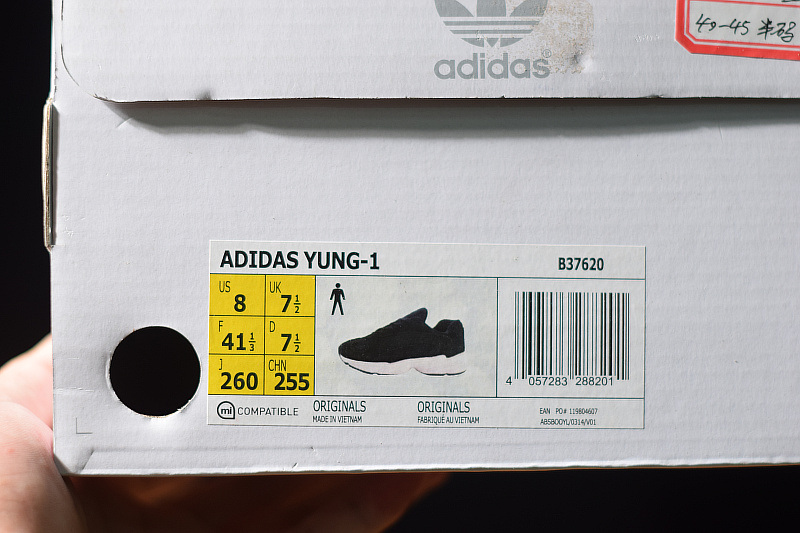 adidas
40-45 半码
ADIDAS YUNG-1
B37620
US 8
UK 7½
F 41⅓
D 7½
J 260
CHN 255
4 057283 288201
mi COMPATIBLE
ORIGINALS
MADE IN VIETNAM
ORIGINALS
FABRIQUÉ AU VIETNAM
EAN PO# 119804607
AB5BOOYL/0314/V01